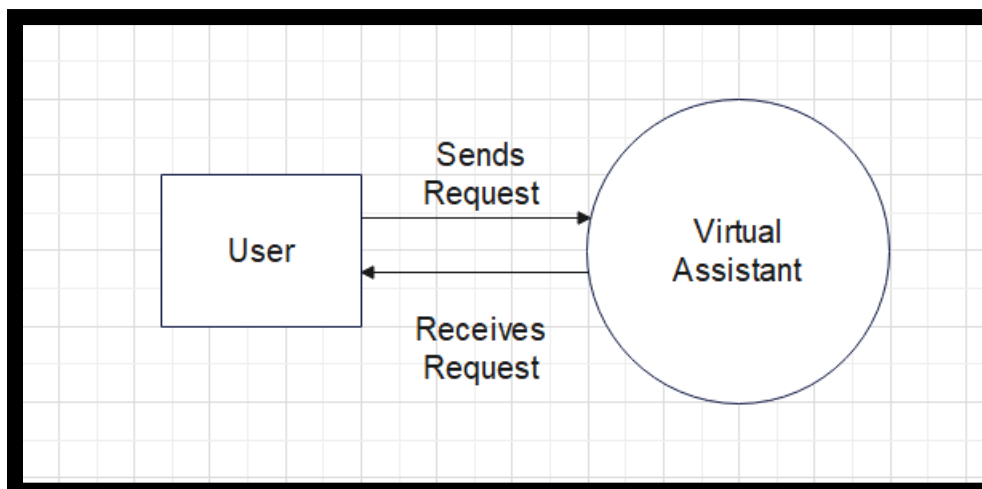 Sends
Request
User
Virtual
Assistant
Receives
Request